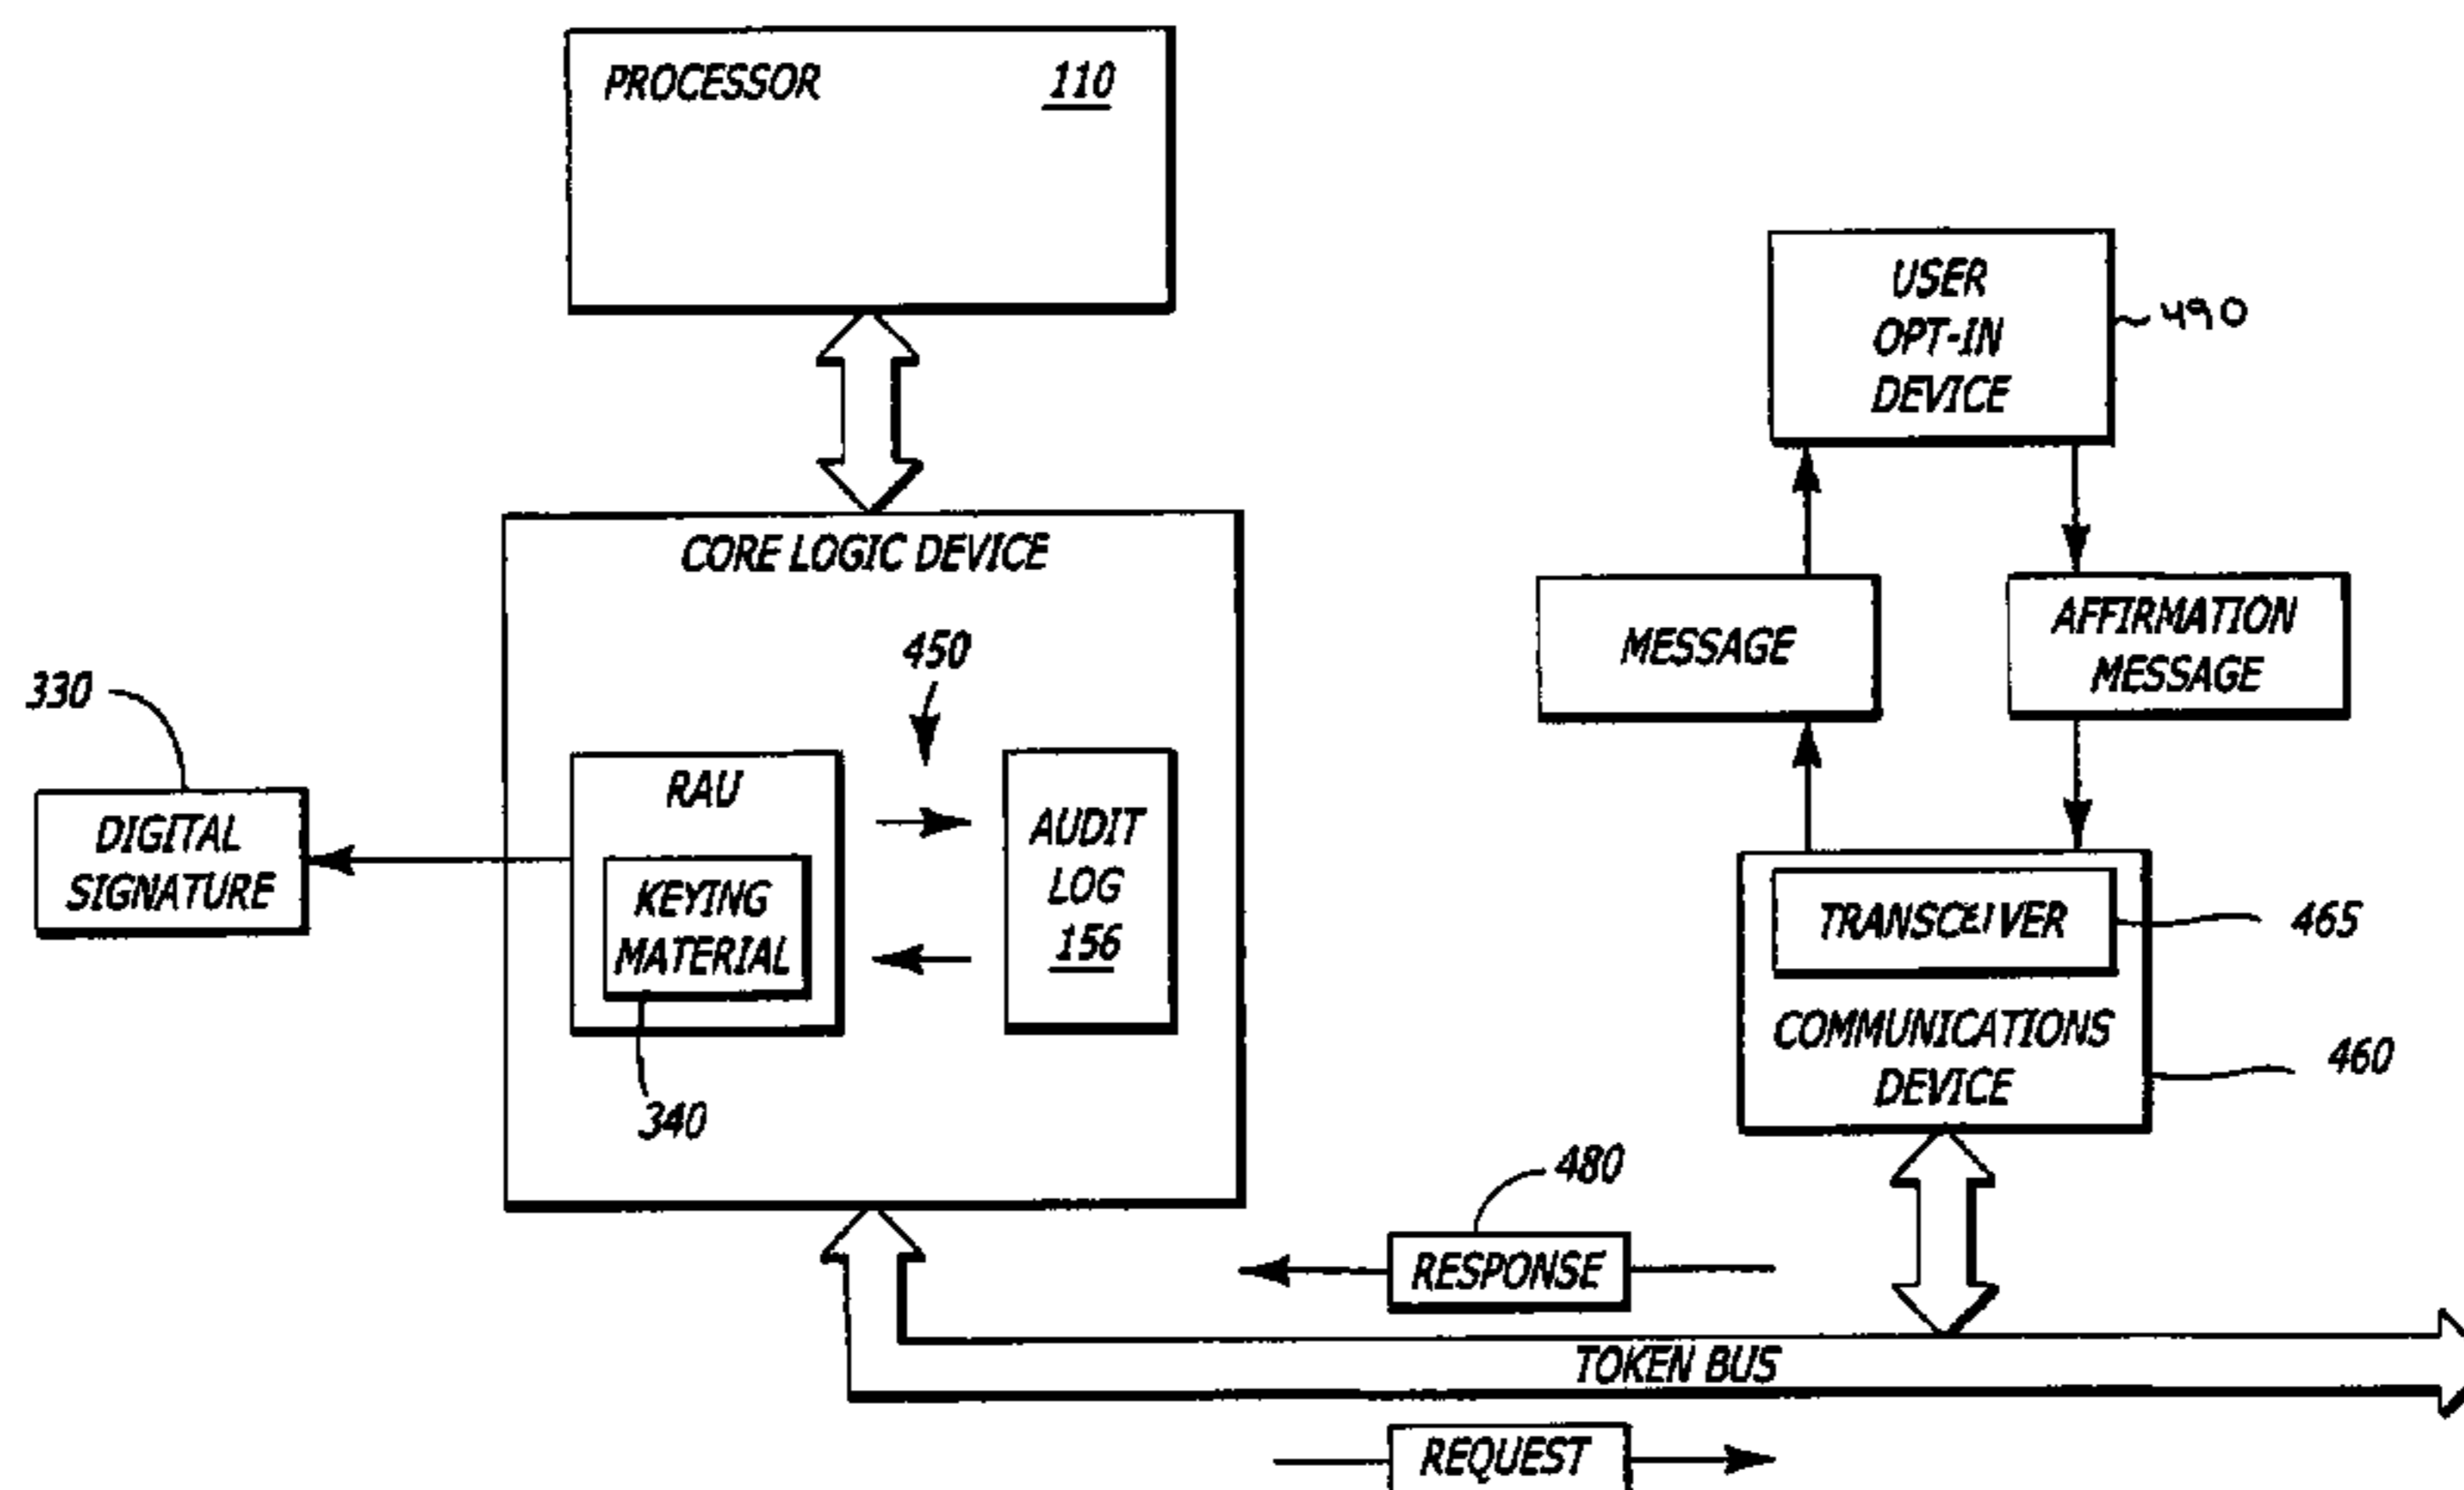 PROCESSOR 110
USER
OPT-IN
DEVICE
490
CORE LOGIC DEVICE
450
MESSAGE
AFFIRMATION
MESSAGE
330
DIGITAL
SIGNATURE
RAU
KEYING
MATERIAL
340
AUDIT
LOG
156
TRANSCEIVER
465
COMMUNICATIONS
DEVICE
460
480
RESPONSE
TOKEN BUS
REQUEST